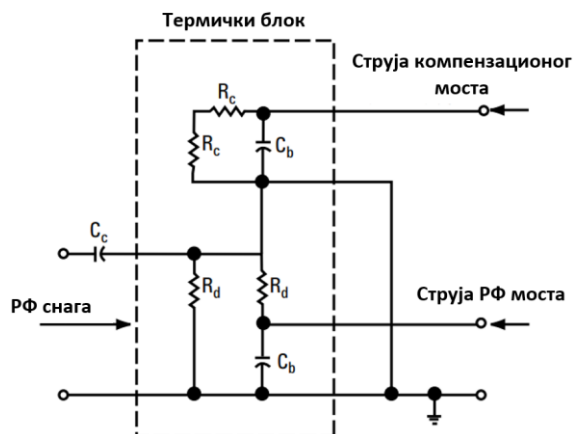 Термички блок
Струја компензационог
моста
Rc
Rc
Cb
Cc
Rd
Rd
РФ снага
Струја РФ моста
Cb